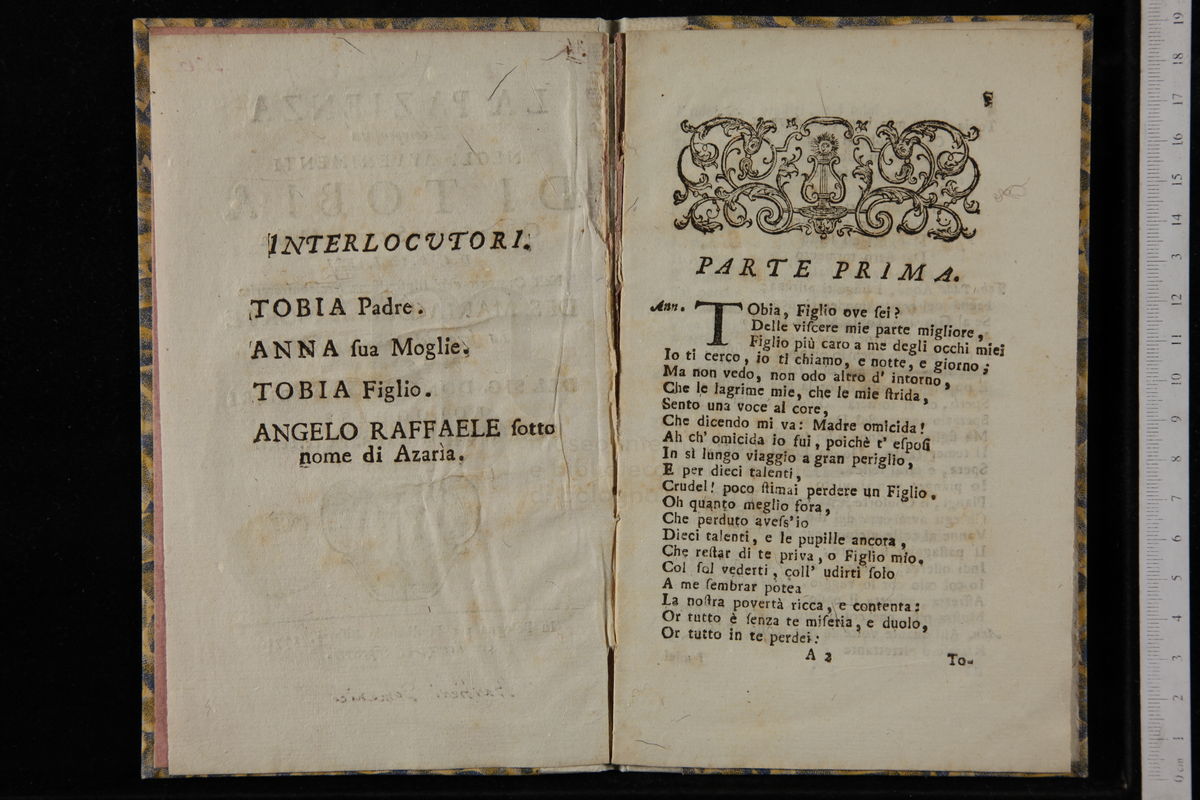 INTERLOCVTORI.
TOBIA Padre.
ANNA ſua Moglie.
TOBIA Figlio.
ANGELO RAFFAELE ſotto
nome di Azarìa.
PARTE PRIMA.
Ann. TObia, Figlio ove ſei?
Delle viſcere mie parte migliore,
Figlio più caro a me degli occhi miei
Io ti cerco, io ti chiamo, e notte, e giorno;
Ma non vedo, non odo altro d' intorno,
Che le lagrime mie, che le mie ſtrida,
Sento una voce al core,
Che dicendo mi va: Madre omicida!
Ah ch' omicida io fui, poichè t' eſpoſi
In sì lungo viaggio a gran periglio,
E per dieci talenti,
Crudel! poco ſtimai perdere un Figlio.
Oh quanto meglio fora,
Che perduto aveſs'io
Dieci talenti, e le pupille ancora,
Che reſtar di te priva, o Figlio mio.
Col ſol vederti, coll' udirti ſolo
A me ſembrar potea
La noſtra povertà ricca, e contenta:
Or tutto è ſenza te miſeria, e duolo,
Or tutto in te perdei:
A 2
To-